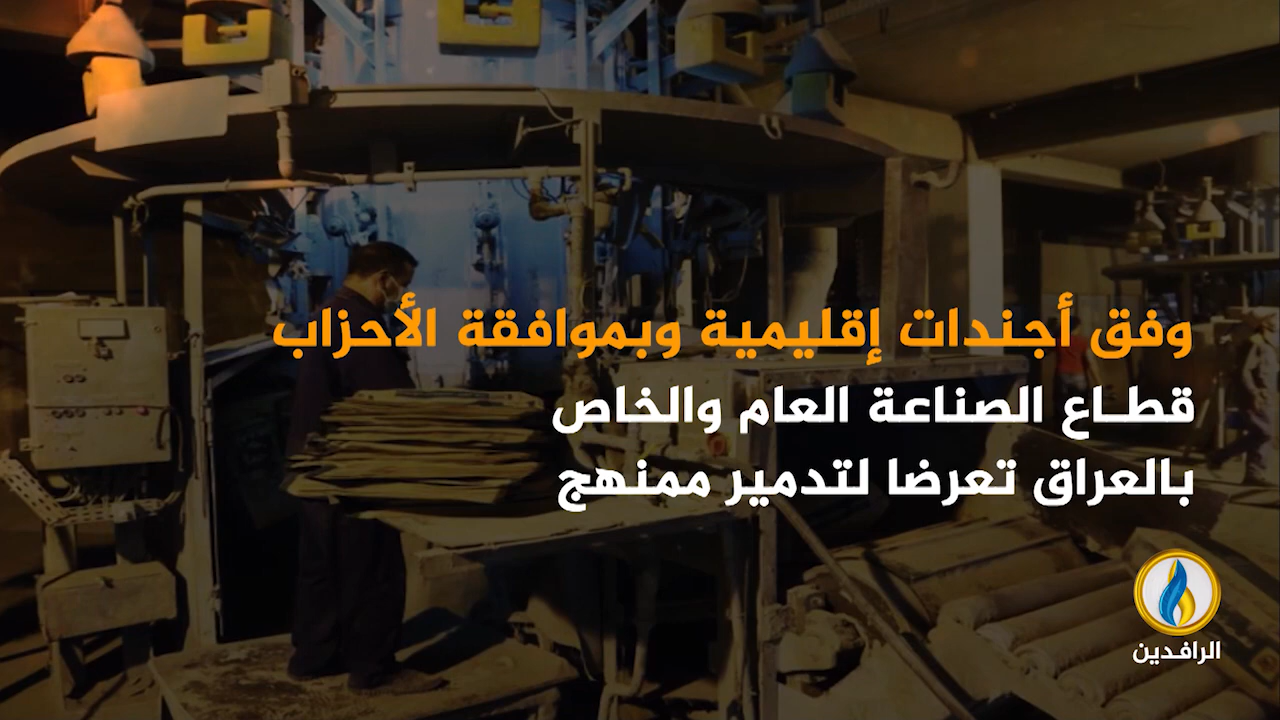 وفق أجندات إقليمية وبموافقة الأحزاب
قطاع الصناعة العام والخاص
بالعراق تعرضا لتدمير ممنهج
الرافدين